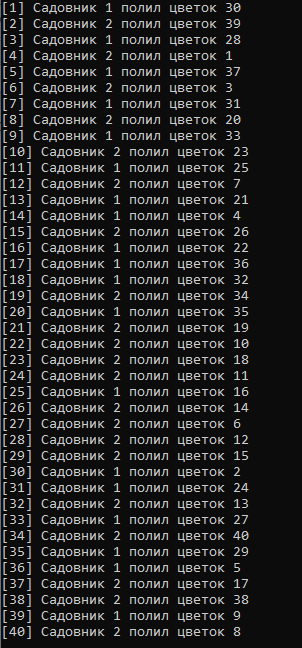 [1] Садовник 1 полил цветок 30
[2] Садовник 2 полил цветок 39
[3] Садовник 1 полил цветок 28
[4] Садовник 2 полил цветок 1
[5] Садовник 1 полил цветок 37
[6] Садовник 2 полил цветок 3
[7] Садовник 1 полил цветок 31
[8] Садовник 2 полил цветок 20
[9] Садовник 1 полил цветок 33
[10] Садовник 2 полил цветок 23
[11] Садовник 1 полил цветок 25
[12] Садовник 2 полил цветок 7
[13] Садовник 1 полил цветок 21
[14] Садовник 1 полил цветок 4
[15] Садовник 2 полил цветок 26
[16] Садовник 1 полил цветок 22
[17] Садовник 1 полил цветок 36
[18] Садовник 1 полил цветок 32
[19] Садовник 2 полил цветок 34
[20] Садовник 1 полил цветок 35
[21] Садовник 2 полил цветок 19
[22] Садовник 2 полил цветок 10
[23] Садовник 2 полил цветок 18
[24] Садовник 2 полил цветок 11
[25] Садовник 1 полил цветок 16
[26] Садовник 2 полил цветок 14
[27] Садовник 2 полил цветок 6
[28] Садовник 2 полил цветок 12
[29] Садовник 2 полил цветок 15
[30] Садовник 1 полил цветок 2
[31] Садовник 1 полил цветок 24
[32] Садовник 2 полил цветок 13
[33] Садовник 1 полил цветок 27
[34] Садовник 2 полил цветок 40
[35] Садовник 1 полил цветок 29
[36] Садовник 1 полил цветок 5
[37] Садовник 2 полил цветок 17
[38] Садовник 2 полил цветок 38
[39] Садовник 1 полил цветок 9
[40] Садовник 2 полил цветок 8